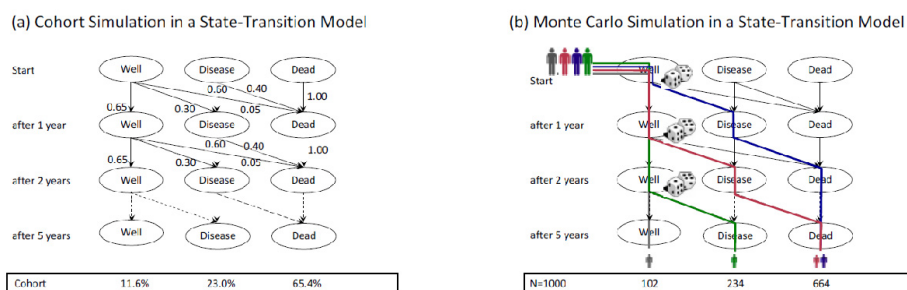 (a) Cohort Simulation in a State-Transition Model
Start
Well
Disease
Dead
0.65
0.60
0.40
1.00
0.30
0.05
after 1 year
Well
Disease
Dead
0.65
0.60
0.40
1.00
0.30
0.05
after 2 years
Well
Disease
Dead
after 5 years
Well
Disease
Dead
Cohort 11.6% 23.0% 65.4%
(b) Monte Carlo Simulation in a State-Transition Model
Start
Well
Disease
Dead
after 1 year
Well
Disease
Dead
after 2 years
Well
Disease
Dead
after 5 years
Well
Disease
Dead
N=1000 102 234 664